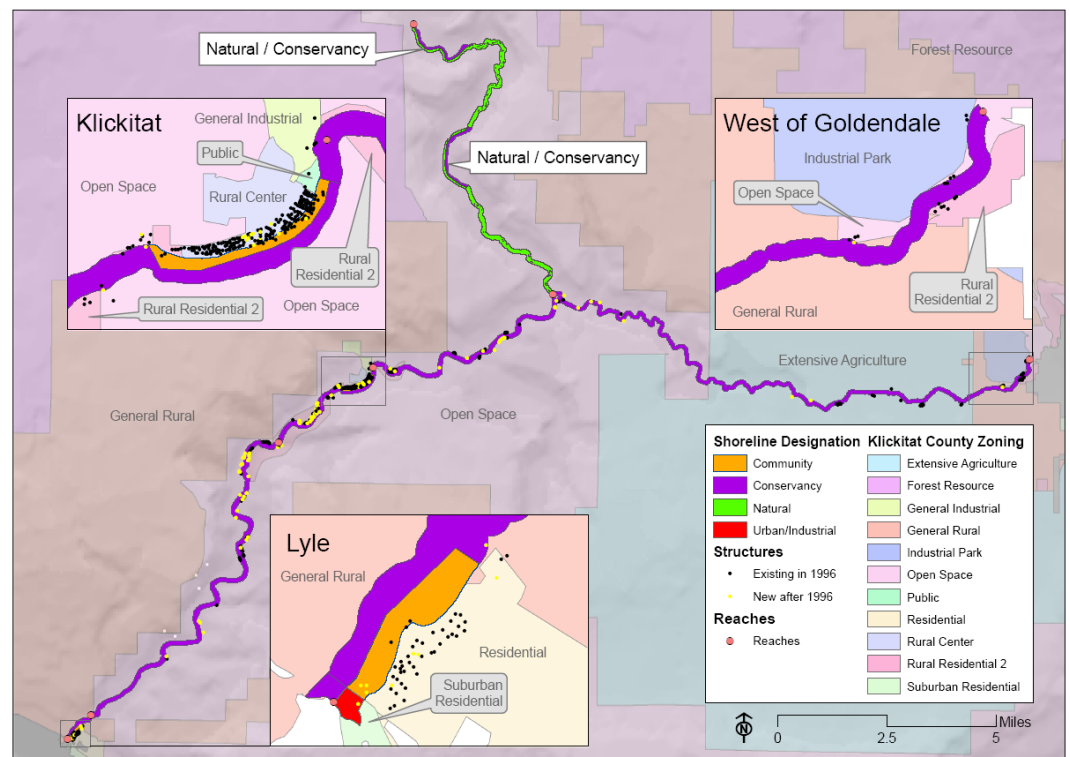 Natural / Conservancy
Forest Resource
Klickitat
General Industrial
Public
Open Space
Rural Center
Rural
Residential 2
Rural Residential 2
Open Space
Natural / Conservancy
West of Goldendale
Industrial Park
Open Space
Rural
Residential 2
General Rural
Extensive Agriculture
General Rural
Open Space
Lyle
General Rural
Residential
Suburban
Residential
Shoreline Designation
Community
Conservancy
Natural
Urban/Industrial
Structures
Existing in 1996
New after 1996
Reaches
Reaches
Klickitat County Zoning
Extensive Agriculture
Forest Resource
General Industrial
General Rural
Industrial Park
Open Space
Public
Residential
Rural Center
Rural Residential 2
Suburban Residential
N
Miles
0 2.5 5